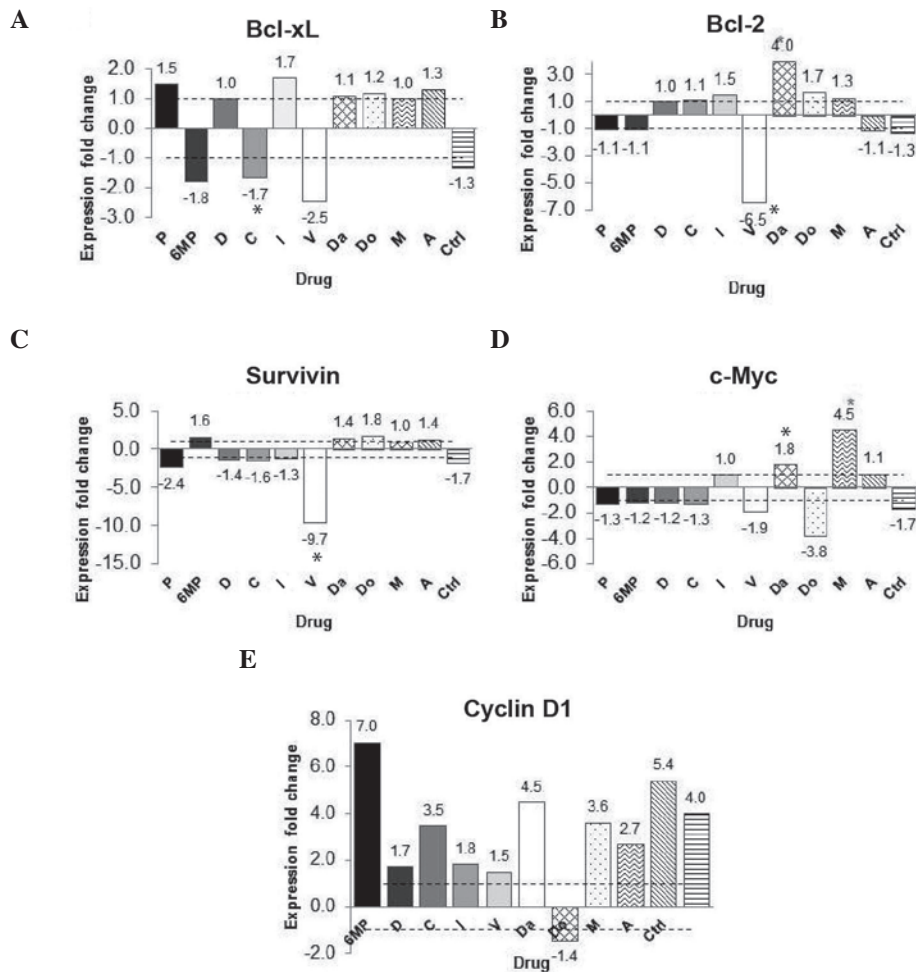 A
Bcl-xL
Expression fold change
2.0
1.0
0.0
-1.0
-2.0
-3.0
1.5
-1.8
1.0
-1.7
*
1.7
-2.5
1.1
1.2
1.0
1.3
-1.3
P
6MP
D
C
I
V
Da
Do
M
A
Ctrl
Drug
B
Bcl-2
Expression fold change
3.0
1.0
-1.0
-3.0
-5.0
-7.0
-1.1
-1.1
1.0
1.1
1.5
-6.5
*
*
4.0
1.7
1.3
-1.1
-1.3
P
6MP
D
C
I
V
Da
Do
M
A
Ctrl
Drug
C
Survivin
Expression fold change
5.0
0.0
-5.0
-10.0
-15.0
-2.4
1.6
-1.4
-1.6
-1.3
-9.7
*
1.4
1.8
1.0
1.4
-1.7
P
6MP
D
C
I
V
Da
Do
M
A
Ctrl
Drug
D
c-Myc
Expression fold change
6.0
4.0
2.0
0.0
-2.0
-4.0
-6.0
-1.3
-1.2
-1.2
-1.3
1.0
-1.9
*
1.8
-3.8
*
4.5
1.1
-1.7
P
6MP
D
C
I
V
Da
Do
M
A
Ctrl
Drug
E
Cyclin D1
Expression fold change
8.0
6.0
4.0
2.0
0.0
-2.0
7.0
1.7
3.5
1.8
1.5
4.5
-1.4
3.6
2.7
5.4
4.0
6MP
D
C
I
V
Da
Do
M
A
Ctrl
Drug